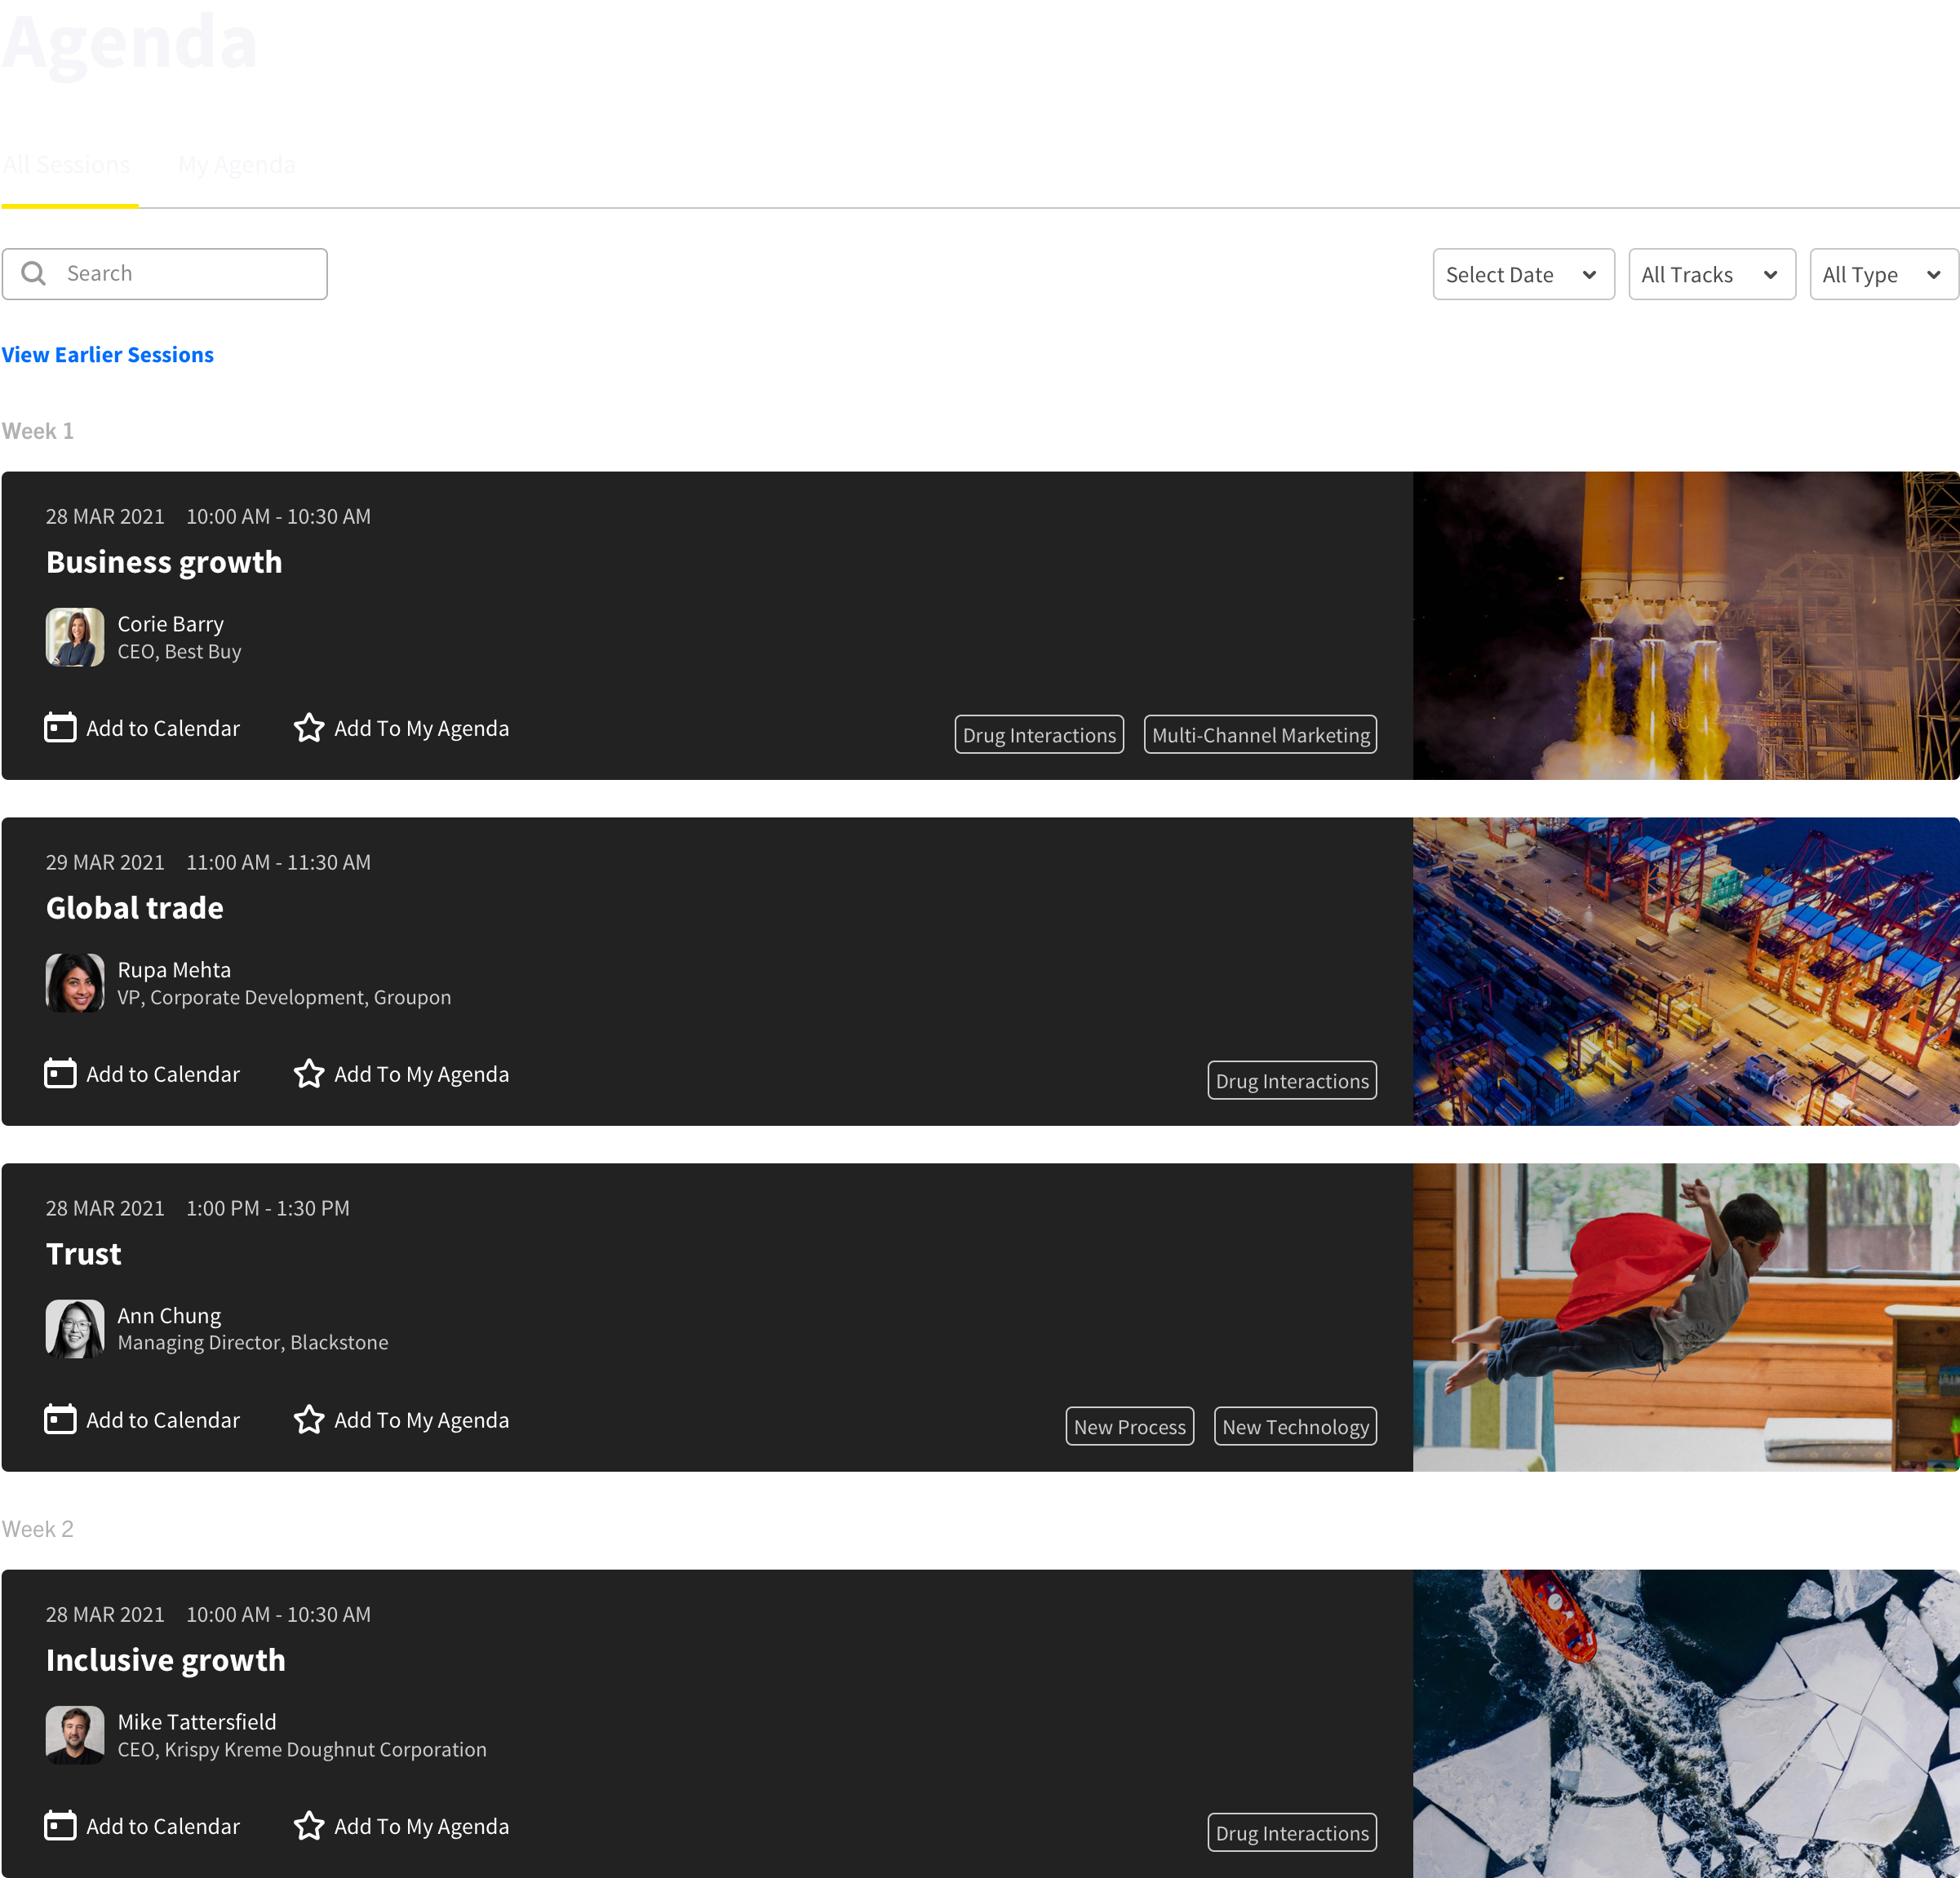 Agenda
All Sessions My Agenda
Search
Select Date All Tracks All Type
View Earlier Sessions
Week 1
28 MAR 2021 10:00 AM - 10:30 AM
Business growth
Corie Barry
CEO, Best Buy
Add to Calendar Add To My Agenda Drug Interactions Multi-Channel Marketing
29 MAR 2021 11:00 AM - 11:30 AM
Global trade
Rupa Mehta
VP, Corporate Development, Groupon
Add to Calendar Add To My Agenda Drug Interactions
28 MAR 2021 1:00 PM - 1:30 PM
Trust
Ann Chung
Managing Director, Blackstone
Add to Calendar Add To My Agenda New Process New Technology
Week 2
28 MAR 2021 10:00 AM - 10:30 AM
Inclusive growth
Mike Tattersfield
CEO, Krispy Kreme Doughnut Corporation
Add to Calendar Add To My Agenda Drug Interactions